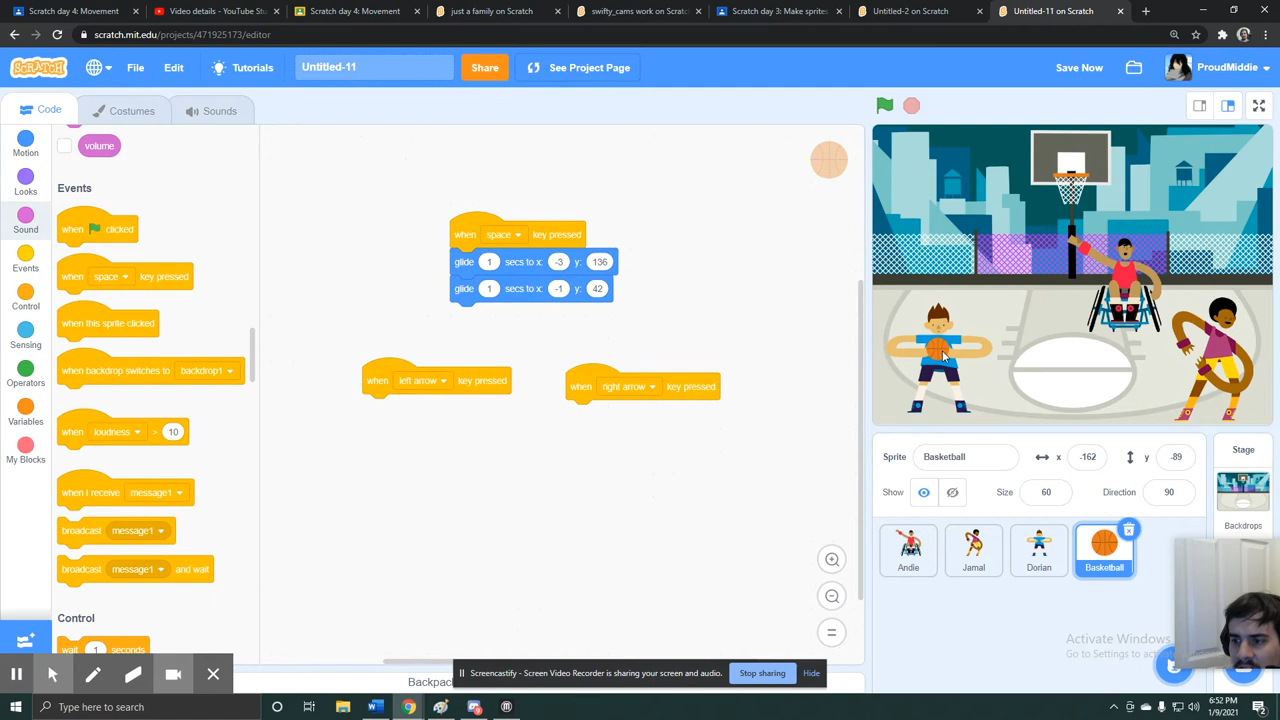 Scratch day 4: Movement
Video details - YouTube Stu
Scratch day 4: Movement
just a family on Scratch
swifty_cams work on Scratch
Scratch day 3: Make sprites
Untitled-2 on Scratch
Untitled-11 on Scratch
scratch.mit.edu/projects/471925173/editor
SCRATCH
File
Edit
Tutorials
Untitled-11
Share
See Project Page
Save Now
ProudMiddie
Code
Costumes
Sounds
Motion
Looks
Sound
Events
Control
Sensing
Operators
Variables
My Blocks
volume
Events
when clicked
when space key pressed
when this sprite clicked
when backdrop switches to backdrop1
when loudness > 10
when I receive message1
broadcast message1
broadcast message1 and wait
Control
wait 1 seconds
when space key pressed
glide 1 secs to x: -3 y: 136
glide 1 secs to x: -1 y: 42
when left arrow key pressed
when right arrow key pressed
Sprite Basketball x -162 y -89
Show Size 60 Direction 90
Andie
Jamal
Dorian
Basketball
Stage
Backdrops
Activate Windows
Go to Settings to
Backpack
Screencastify - Screen Video Recorder is sharing your screen and audio.
Stop sharing
Hide
Type here to search
6:52 PM
1/9/2021
2